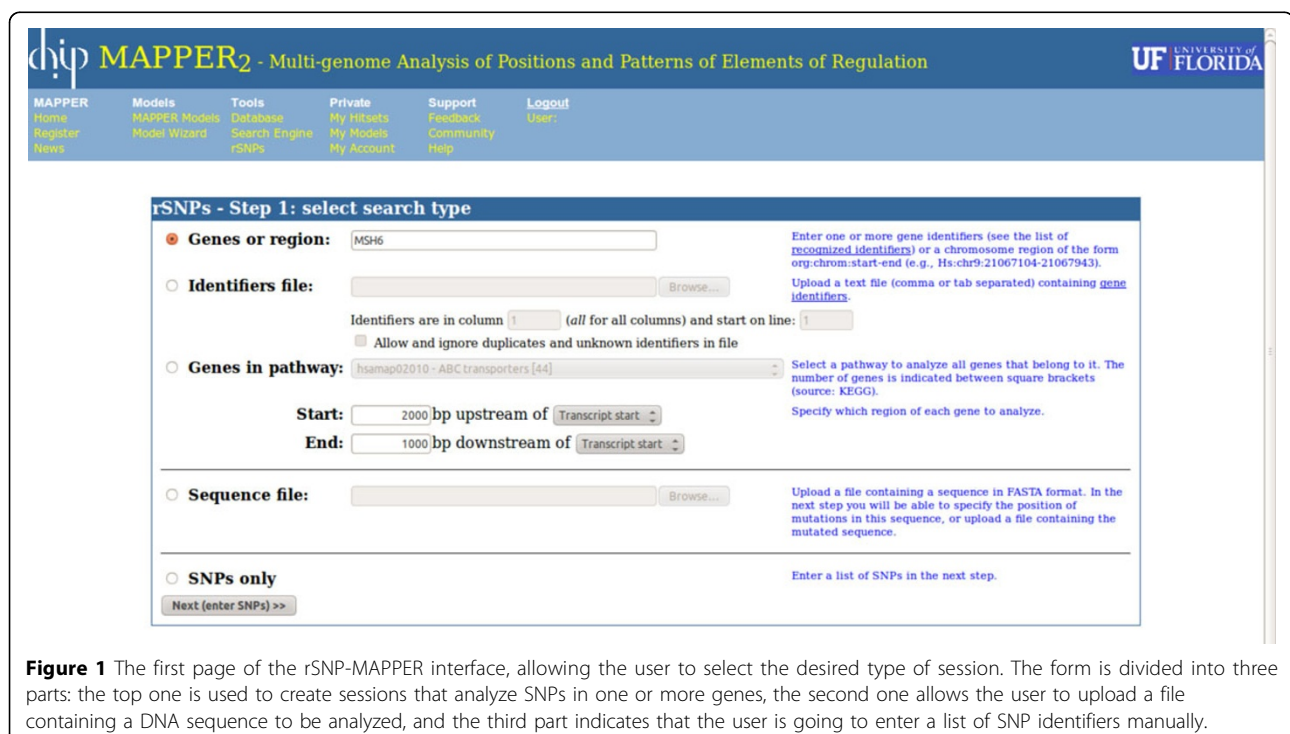 chip MAPPER2 - Multi-genome Analysis of Positions and Patterns of Elements of Regulation
UF UNIVERSITY of FLORIDA
MAPPER Models Tools Private Support Logout
Home MAPPER Models Database My Hitsets Feedback User:
Register Model Wizard Search Engine My Models Community
News rSNPs My Account Help
rSNPs - Step 1: select search type
Genes or region: MSH6
Enter one or more gene identifiers (see the list of
recognized identifiers) or a chromosome region of the form
org:chrom:start-end (e.g., Hs:chr9:21067104-21067943).
Identifiers file: Browse...
Upload a text file (comma or tab separated) containing gene
identifiers.
Identifiers are in column 1 (all for all columns) and start on line: 1
Allow and ignore duplicates and unknown identifiers in file
Genes in pathway: hsamap02010 - ABC transporters [44]
Select a pathway to analyze all genes that belong to it. The
number of genes is indicated between square brackets
(source: KEGG).
Start: 2000 bp upstream of Transcript start
Specify which region of each gene to analyze.
End: 1000 bp downstream of Transcript start
Sequence file: Browse...
Upload a file containing a sequence in FASTA format. In the
next step you will be able to specify the position of
mutations in this sequence, or upload a file containing the
mutated sequence.
SNPs only
Enter a list of SNPs in the next step.
Next (enter SNPs) >>
Figure 1 The first page of the rSNP-MAPPER interface, allowing the user to select the desired type of session. The form is divided into three
parts: the top one is used to create sessions that analyze SNPs in one or more genes, the second one allows the user to upload a file
containing a DNA sequence to be analyzed, and the third part indicates that the user is going to enter a list of SNP identifiers manually.